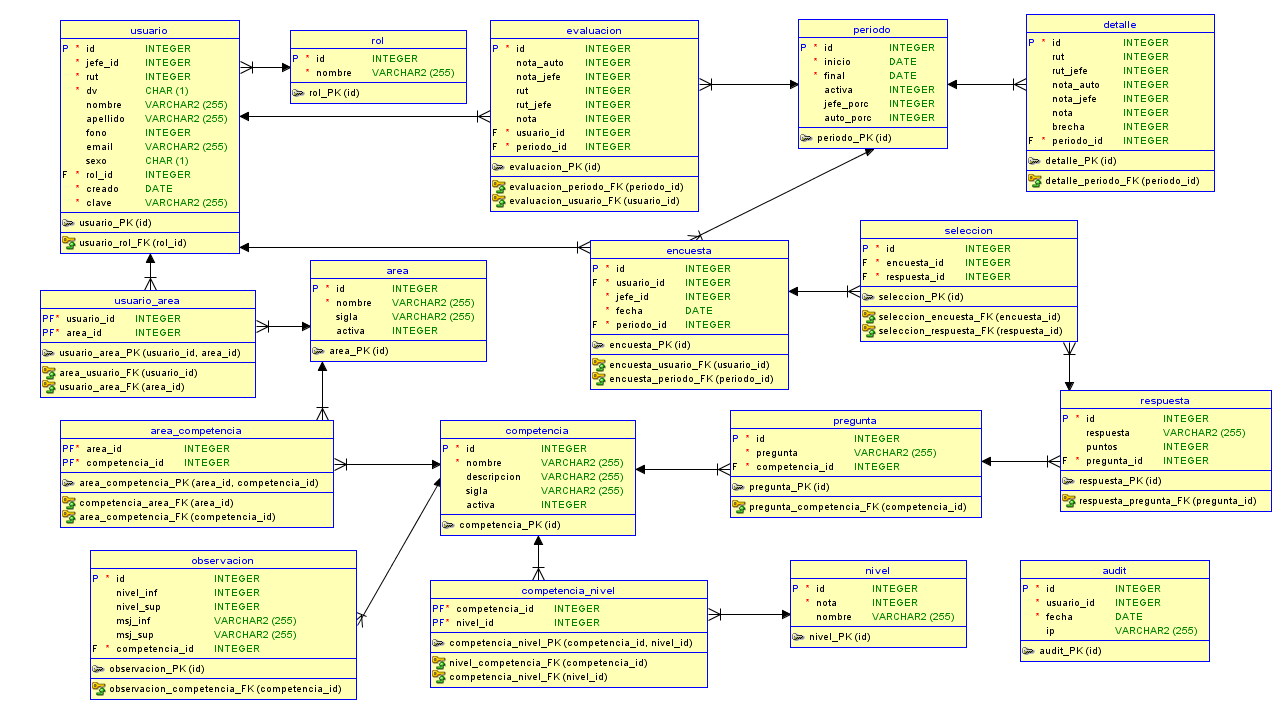 usuario
P * id INTEGER
* jefe_id INTEGER
* rut INTEGER
* dv CHAR (1)
nombre VARCHAR2 (255)
apellido VARCHAR2 (255)
fono INTEGER
email VARCHAR2 (255)
sexo CHAR (1)
F * rol_id INTEGER
* creado DATE
* clave VARCHAR2 (255)
usuario_PK (id)
usuario_rol_FK (rol_id)
rol
P * id INTEGER
* nombre VARCHAR2 (255)
rol_PK (id)
evaluacion
P * id INTEGER
nota_auto INTEGER
nota_jefe INTEGER
rut INTEGER
rut_jefe INTEGER
nota INTEGER
F * usuario_id INTEGER
F * periodo_id INTEGER
evaluacion_PK (id)
evaluacion_periodo_FK (periodo_id)
evaluacion_usuario_FK (usuario_id)
periodo
P * id INTEGER
* inicio DATE
* final DATE
activa INTEGER
jefe_porc INTEGER
auto_porc INTEGER
periodo_PK (id)
detalle
P * id INTEGER
rut INTEGER
rut_jefe INTEGER
nota_auto INTEGER
nota_jefe INTEGER
nota INTEGER
brecha INTEGER
F * periodo_id INTEGER
detalle_PK (id)
detalle_periodo_FK (periodo_id)
usuario_area
PF* usuario_id INTEGER
PF* area_id INTEGER
usuario_area_PK (usuario_id, area_id)
area_usuario_FK (usuario_id)
usuario_area_FK (area_id)
area
P * id INTEGER
* nombre VARCHAR2 (255)
sigla VARCHAR2 (255)
activa INTEGER
area_PK (id)
encuesta
P * id INTEGER
F * usuario_id INTEGER
* jefe_id INTEGER
* fecha DATE
F * periodo_id INTEGER
encuesta_PK (id)
encuesta_usuario_FK (usuario_id)
encuesta_periodo_FK (periodo_id)
seleccion
P * id INTEGER
F * encuesta_id INTEGER
F * respuesta_id INTEGER
seleccion_PK (id)
seleccion_encuesta_FK (encuesta_id)
seleccion_respuesta_FK (respuesta_id)
area_competencia
PF* area_id INTEGER
PF* competencia_id INTEGER
area_competencia_PK (area_id, competencia_id)
competencia_area_FK (area_id)
area_competencia_FK (competencia_id)
competencia
P * id INTEGER
* nombre VARCHAR2 (255)
descripcion VARCHAR2 (255)
sigla VARCHAR2 (255)
activa INTEGER
competencia_PK (id)
pregunta
P * id INTEGER
* pregunta VARCHAR2 (255)
F * competencia_id INTEGER
pregunta_PK (id)
pregunta_competencia_FK (competencia_id)
respuesta
P * id INTEGER
respuesta VARCHAR2 (255)
puntos INTEGER
F * pregunta_id INTEGER
respuesta_PK (id)
respuesta_pregunta_FK (pregunta_id)
observacion
P * id INTEGER
nivel_inf INTEGER
nivel_sup INTEGER
msj_inf VARCHAR2 (255)
msj_sup VARCHAR2 (255)
F * competencia_id INTEGER
observacion_PK (id)
observacion_competencia_FK (competencia_id)
competencia_nivel
PF* competencia_id INTEGER
PF* nivel_id INTEGER
competencia_nivel_PK (competencia_id, nivel_id)
nivel_competencia_FK (competencia_id)
competencia_nivel_FK (nivel_id)
nivel
P * id INTEGER
* nota INTEGER
nombre VARCHAR2 (255)
nivel_PK (id)
audit
P * id INTEGER
* usuario_id INTEGER
* fecha DATE
ip VARCHAR2 (255)
audit_PK (id)